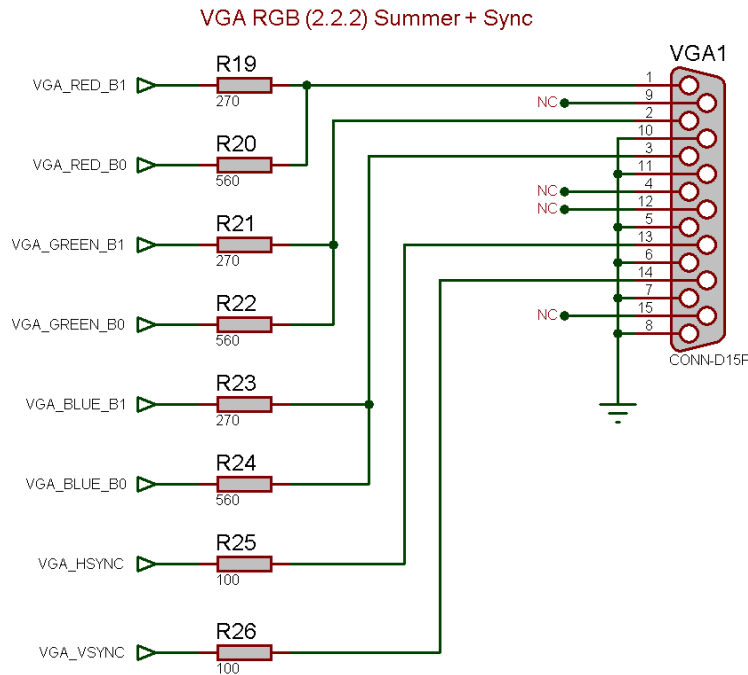 VGA RGB (2.2.2) Summer + Sync
VGA1
R19
VGA_RED_B1
270
R20
VGA_RED_B0
560
R21
VGA_GREEN_B1
270
R22
VGA_GREEN_B0
560
R23
VGA_BLUE_B1
270
R24
VGA_BLUE_B0
560
R25
VGA_HSYNC
100
R26
VGA_VSYNC
100
1
NC 9
2
10
3
11
NC 4
NC 12
5
13
6
14
7
NC 15
8
CONN-D15F